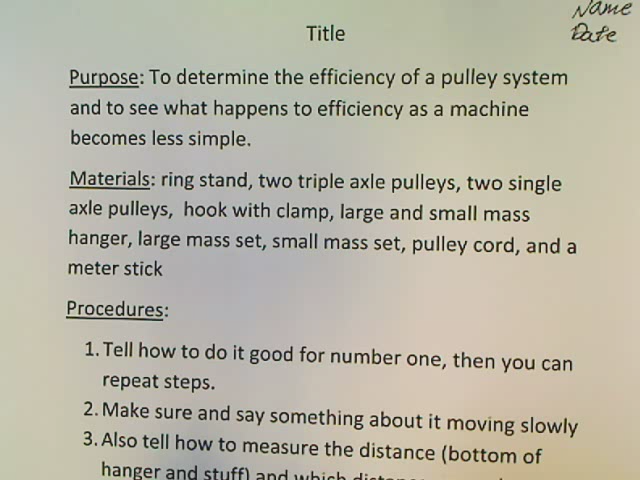 Name
Date
Title
Purpose: To determine the efficiency of a pulley system
and to see what happens to efficiency as a machine
becomes less simple.
Materials: ring stand, two triple axle pulleys, two single
axle pulleys, hook with clamp, large and small mass
hanger, large mass set, small mass set, pulley cord, and a
meter stick
Procedures:
1. Tell how to do it good for number one, then you can
repeat steps.
2. Make sure and say something about it moving slowly
3. Also tell how to measure the distance (bottom of
hanger and stuff) and which